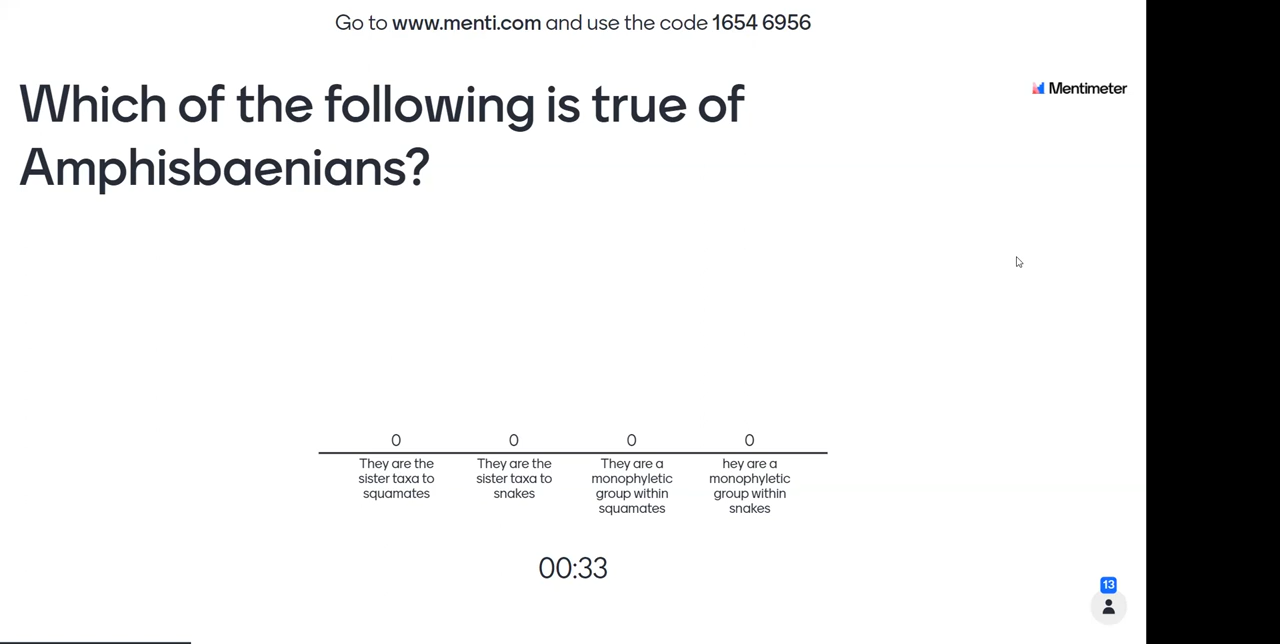 Go to www.menti.com and use the code 1654 6956
Which of the following is true of
Amphisbaenians?
Mentimeter
0 0 0 0
They are the
sister taxa to
squamates
They are the
sister taxa to
snakes
They are a
monophyletic
group within
squamates
hey are a
monophyletic
group within
snakes
00:33
13